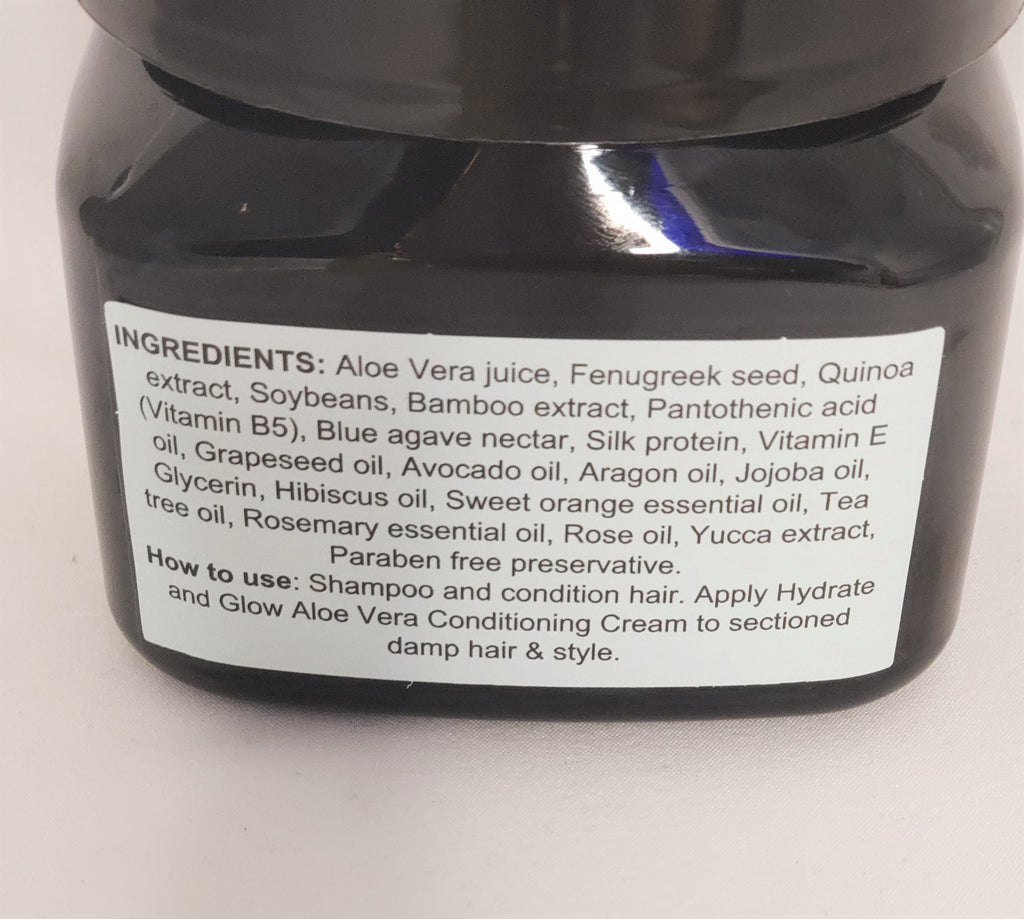 INGREDIENTS: Aloe Vera juice, Fenugreek seed, Quinoa
extract, Soybeans, Bamboo extract, Pantothenic acid
(Vitamin B5), Blue agave nectar, Silk protein, Vitamin E
oil, Grapeseed oil, Avocado oil, Aragon oil, Jojoba oil,
Glycerin, Hibiscus oil, Sweet orange essential oil, Tea
tree oil, Rosemary essential oil, Rose oil, Yucca extract,
Paraben free preservative.
How to use: Shampoo and condition hair. Apply Hydrate
and Glow Aloe Vera Conditioning Cream to sectioned
damp hair & style.